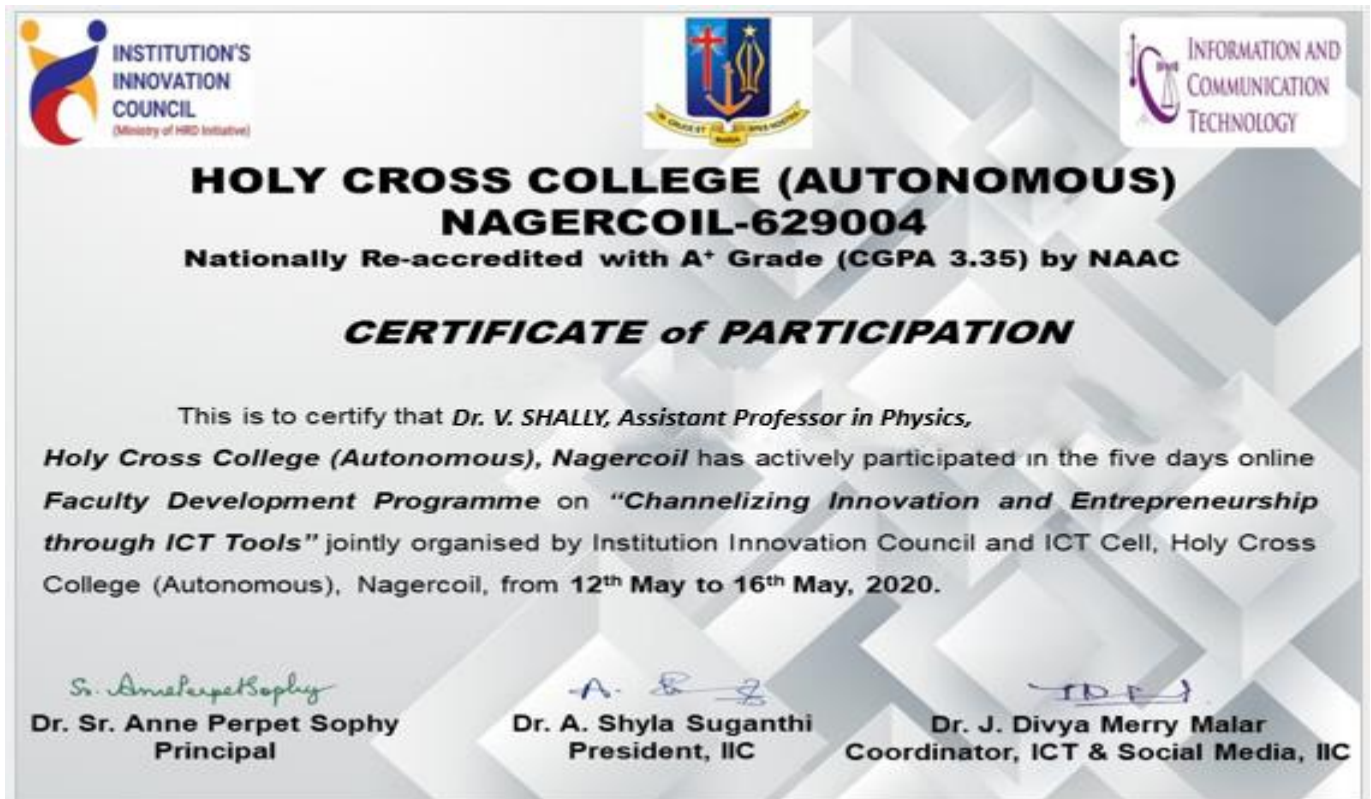 INSTITUTION'S
INNOVATION
COUNCIL
(Ministry of HRD Initiative)
INFORMATION AND
COMMUNICATION
TECHNOLOGY
HOLY CROSS COLLEGE (AUTONOMOUS)
NAGERCOIL-629004
Nationally Re-accredited with A⁺ Grade (CGPA 3.35) by NAAC
CERTIFICATE of PARTICIPATION
This is to certify that Dr. V. SHALLY, Assistant Professor in Physics,
Holy Cross College (Autonomous), Nagercoil has actively participated in the five days online
Faculty Development Programme on “Channelizing Innovation and Entrepreneurship
through ICT Tools” jointly organised by Institution Innovation Council and ICT Cell, Holy Cross
College (Autonomous), Nagercoil, from 12ᵗʰ May to 16ᵗʰ May, 2020.
Sr. AnnePerpetSophy
Dr. Sr. Anne Perpet Sophy
Principal
Dr. A. Shyla Suganthi
President, IIC
Dr. J. Divya Merry Malar
Coordinator, ICT & Social Media, IIC